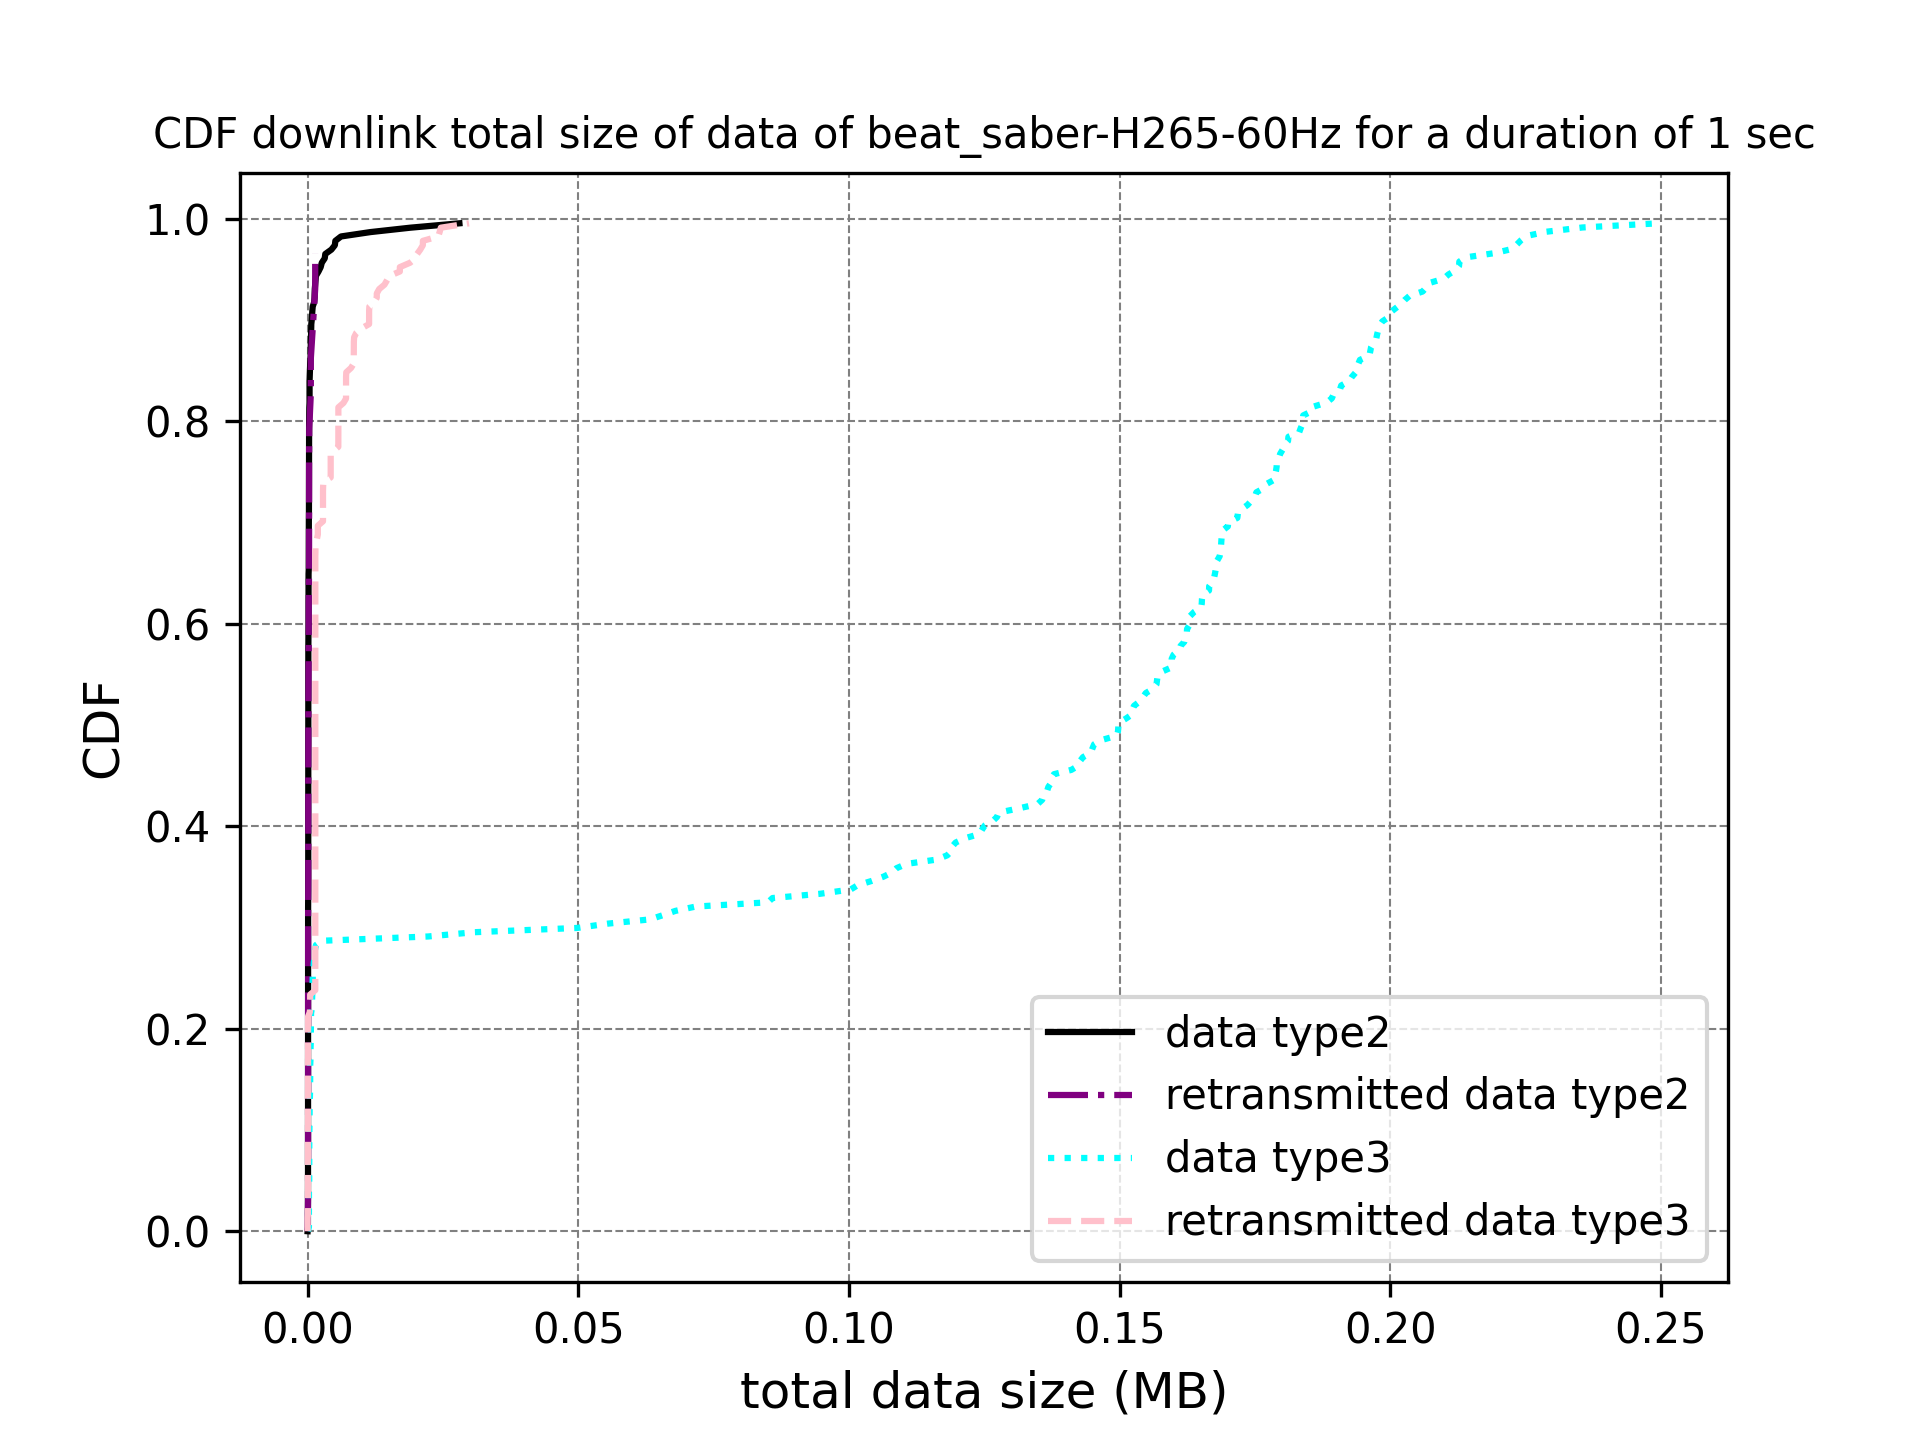 CDF downlink total size of data of beat_saber-H265-60Hz for a duration of 1 sec
1.0
0.8
0.6
0.4
0.2
0.0
CDF
data type2
retransmitted data type2
data type3
retransmitted data type3
0.00 0.05 0.10 0.15 0.20 0.25
total data size (MB)